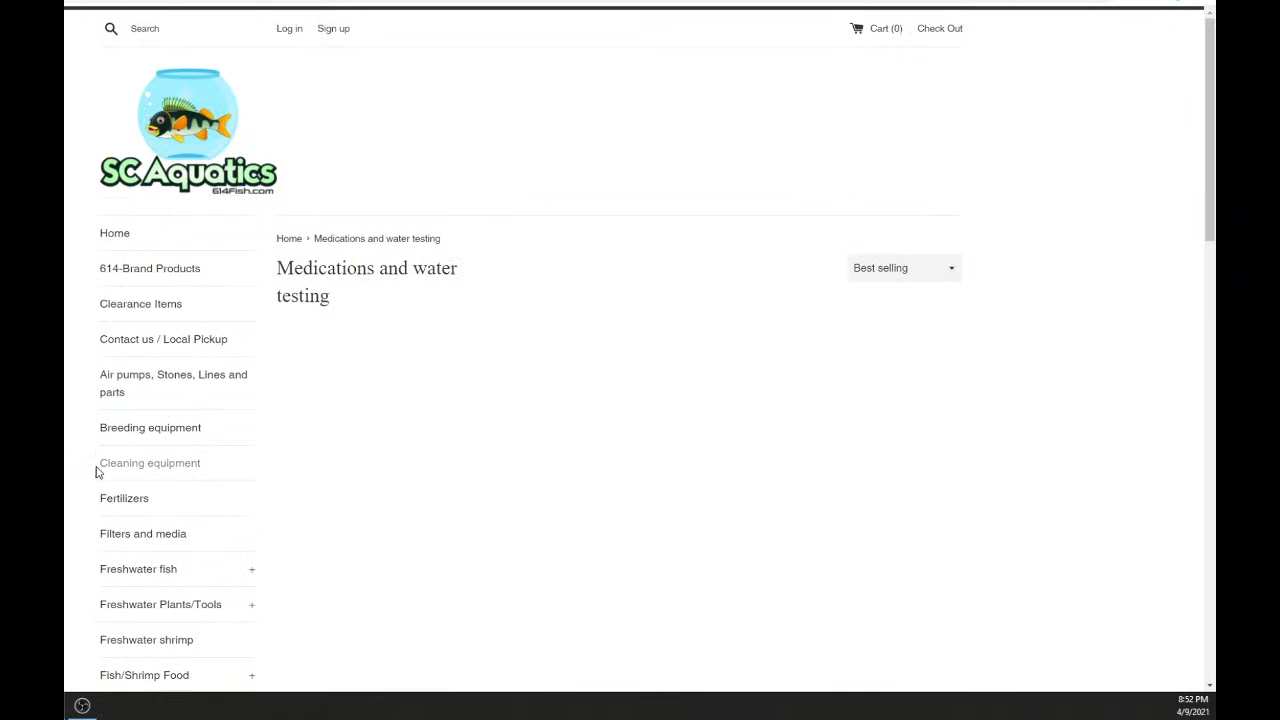 Search
Log in
Sign up
Cart (0)
Check Out
SC Aquatics
614Fish.com
Home
614-Brand Products
Clearance Items
Contact us / Local Pickup
Air pumps, Stones, Lines and
parts
Breeding equipment
Cleaning equipment
Fertilizers
Filters and media
Freshwater fish +
Freshwater Plants/Tools +
Freshwater shrimp
Fish/Shrimp Food +
Home › Medications and water testing
Medications and water
testing
Best selling
8:52 PM
4/9/2021